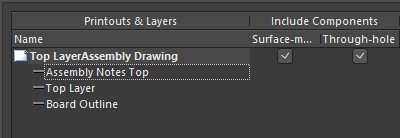 Printouts & Layers Include Components
Name Surface-m... Through-hole
Top LayerAssembly Drawing
Assembly Notes Top
Top Layer
Board Outline